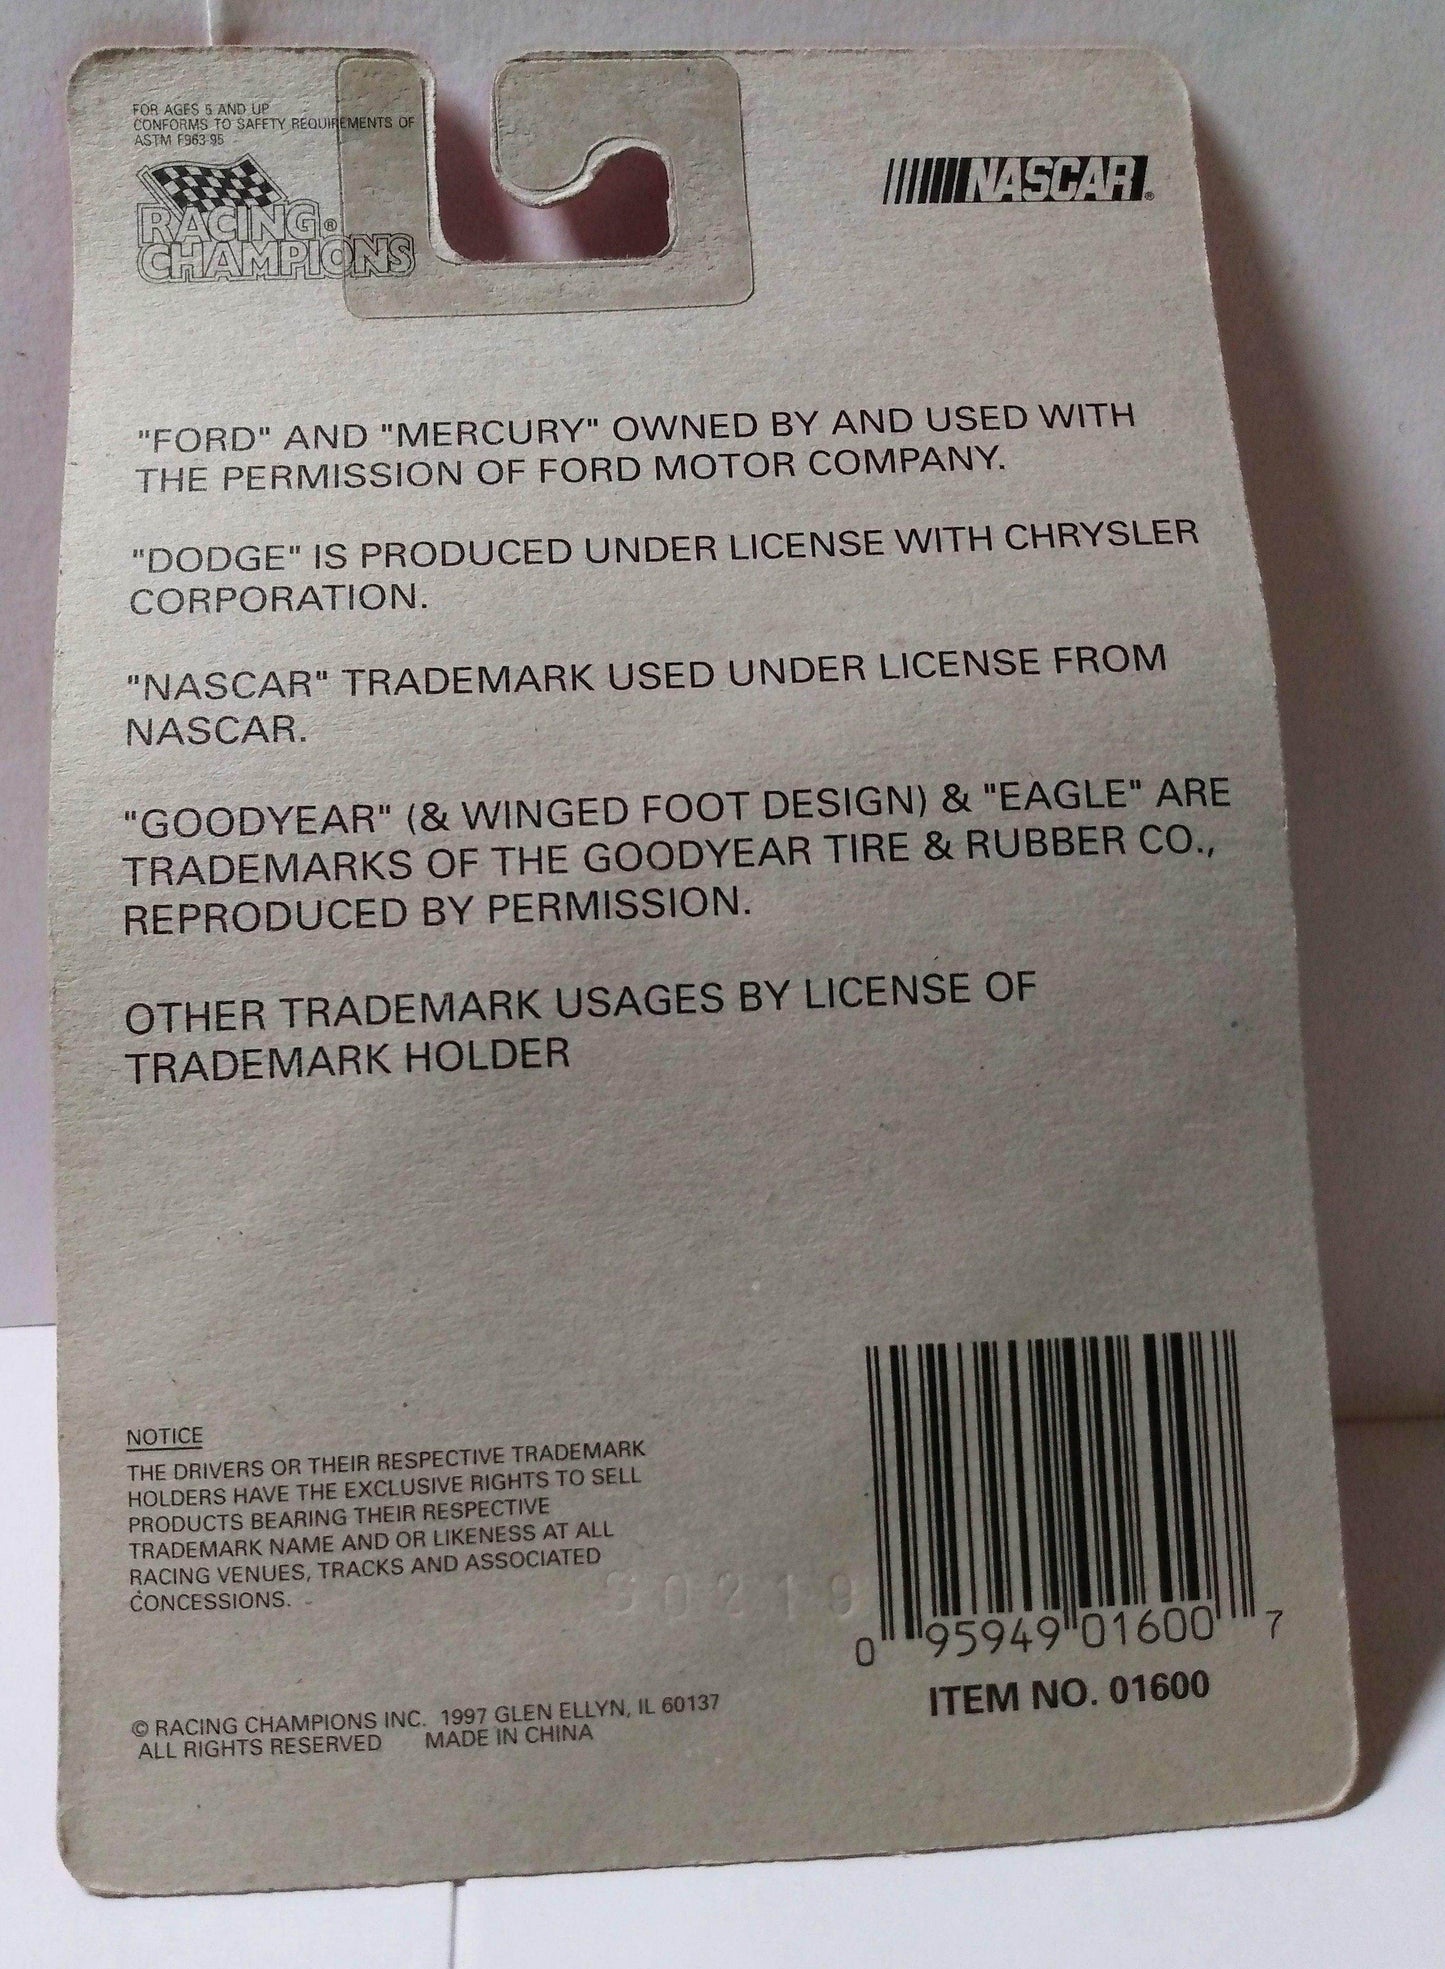 FOR AGES 5 AND UP
CONFORMS TO SAFETY REQUIREMENTS OF
ASTM F963-95
RACING®
CHAMPIONS
NASCAR®
"FORD" AND "MERCURY" OWNED BY AND USED WITH
THE PERMISSION OF FORD MOTOR COMPANY.
"DODGE" IS PRODUCED UNDER LICENSE WITH CHRYSLER
CORPORATION.
"NASCAR" TRADEMARK USED UNDER LICENSE FROM
NASCAR.
"GOODYEAR" (& WINGED FOOT DESIGN) & "EAGLE" ARE
TRADEMARKS OF THE GOODYEAR TIRE & RUBBER CO.,
REPRODUCED BY PERMISSION.
OTHER TRADEMARK USAGES BY LICENSE OF
TRADEMARK HOLDER
NOTICE
THE DRIVERS OR THEIR RESPECTIVE TRADEMARK
HOLDERS HAVE THE EXCLUSIVE RIGHTS TO SELL
PRODUCTS BEARING THEIR RESPECTIVE
TRADEMARK NAME AND OR LIKENESS AT ALL
RACING VENUES, TRACKS AND ASSOCIATED
CONCESSIONS.
© RACING CHAMPIONS INC. 1997 GLEN ELLYN, IL 60137
ALL RIGHTS RESERVED MADE IN CHINA
0 95949 01600 7
ITEM NO. 01600